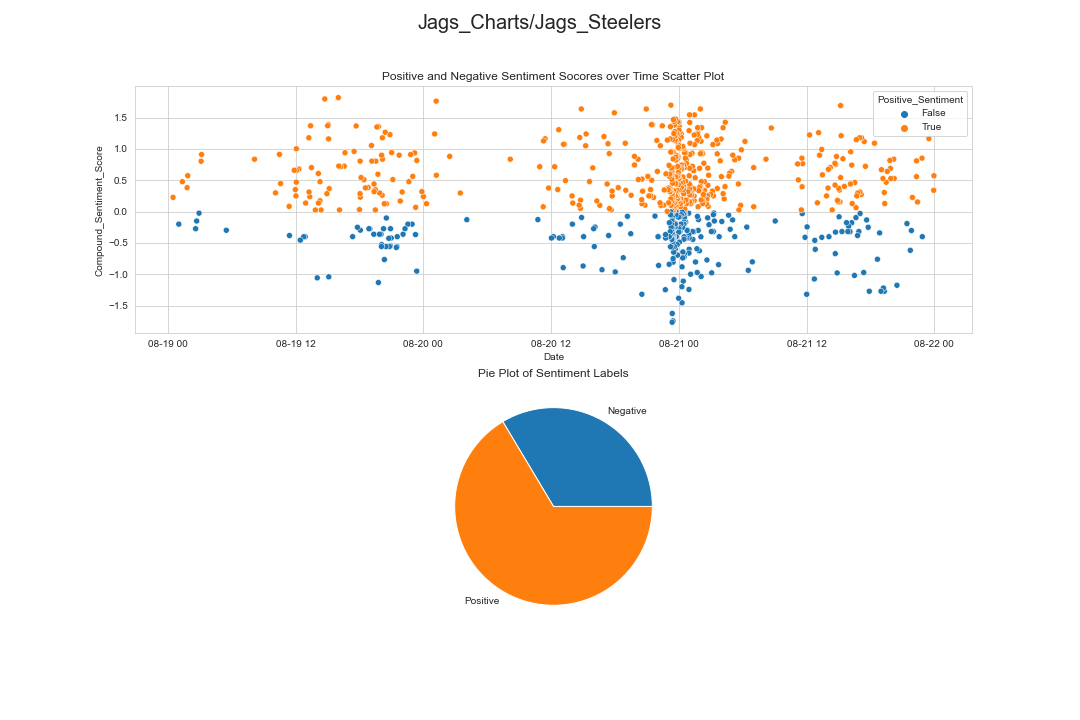 Jags_Charts/Jags_Steelers
Positive and Negative Sentiment Socores over Time Scatter Plot
Positive_Sentiment
False
True
Compound_Sentiment_Score
1.5
1.0
0.5
0.0
−0.5
−1.0
−1.5
08-19 00
08-19 12
08-20 00
08-20 12
08-21 00
08-21 12
08-22 00
Date
Pie Plot of Sentiment Labels
Negative
Positive